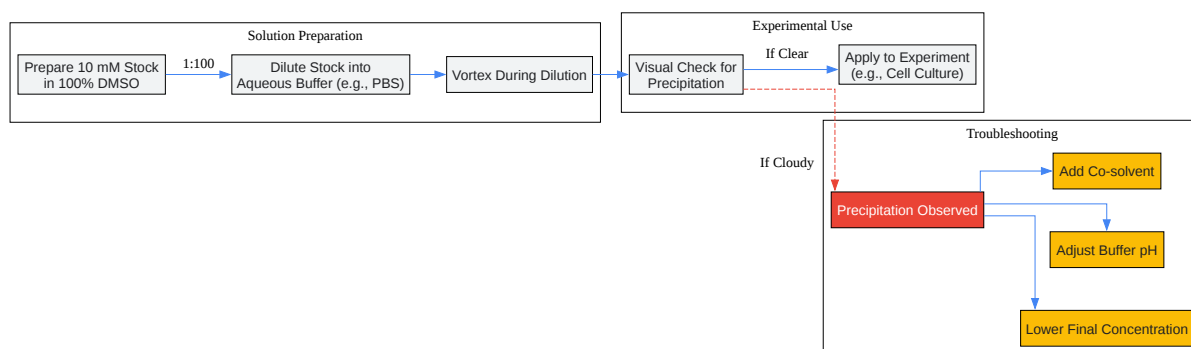 Solution Preparation
Prepare 10 mM Stock
in 100% DMSO
1:100
Dilute Stock into
Aqueous Buffer (e.g., PBS)
Vortex During Dilution
Experimental Use
Visual Check for
Precipitation
If Clear
Apply to Experiment
(e.g., Cell Culture)
If Cloudy
Troubleshooting
Precipitation Observed
Add Co-solvent
Adjust Buffer pH
Lower Final Concentration